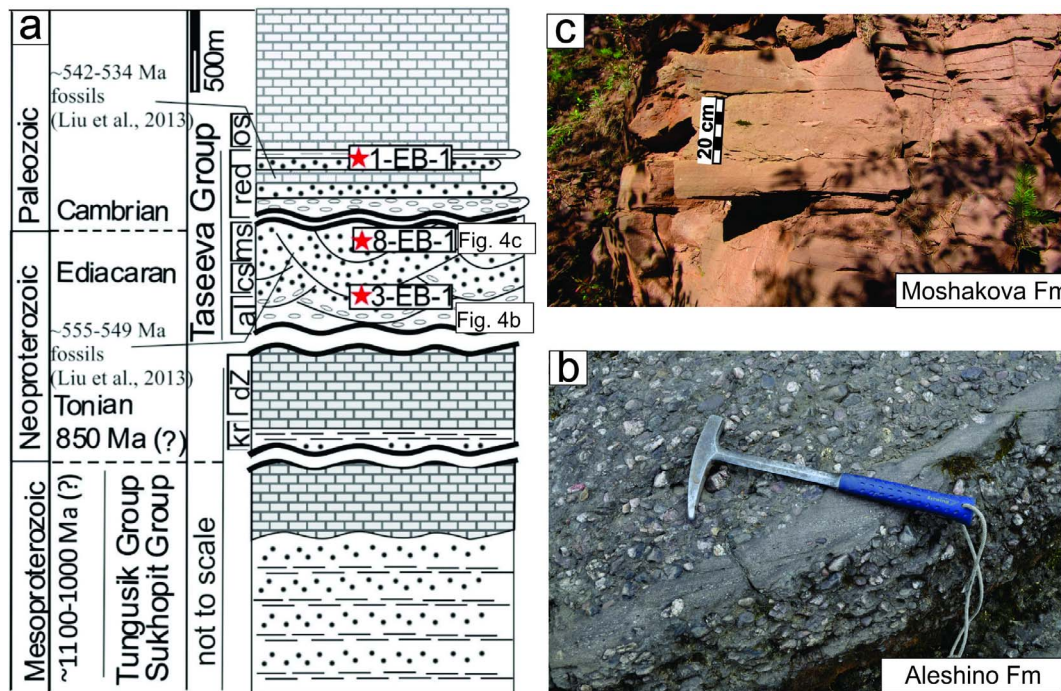 a
500m
Paleozoic
Neoproterozoic
Mesoproterozoic
~542-534 Ma
fossils
(Liu et al., 2013)
Cambrian
Ediacaran
~555-549 Ma
fossils
(Liu et al., 2013)
Tonian
850 Ma (?)
~1100-1000 Ma (?)
Tungusik Group
Sukhopit Group
Taseeva Group
not to scale
os
red
ms
cs
al
dz
kr
1-EB-1
8-EB-1
Fig. 4c
3-EB-1
Fig. 4b
c
20 cm
Moshakova Fm
b
Aleshino Fm